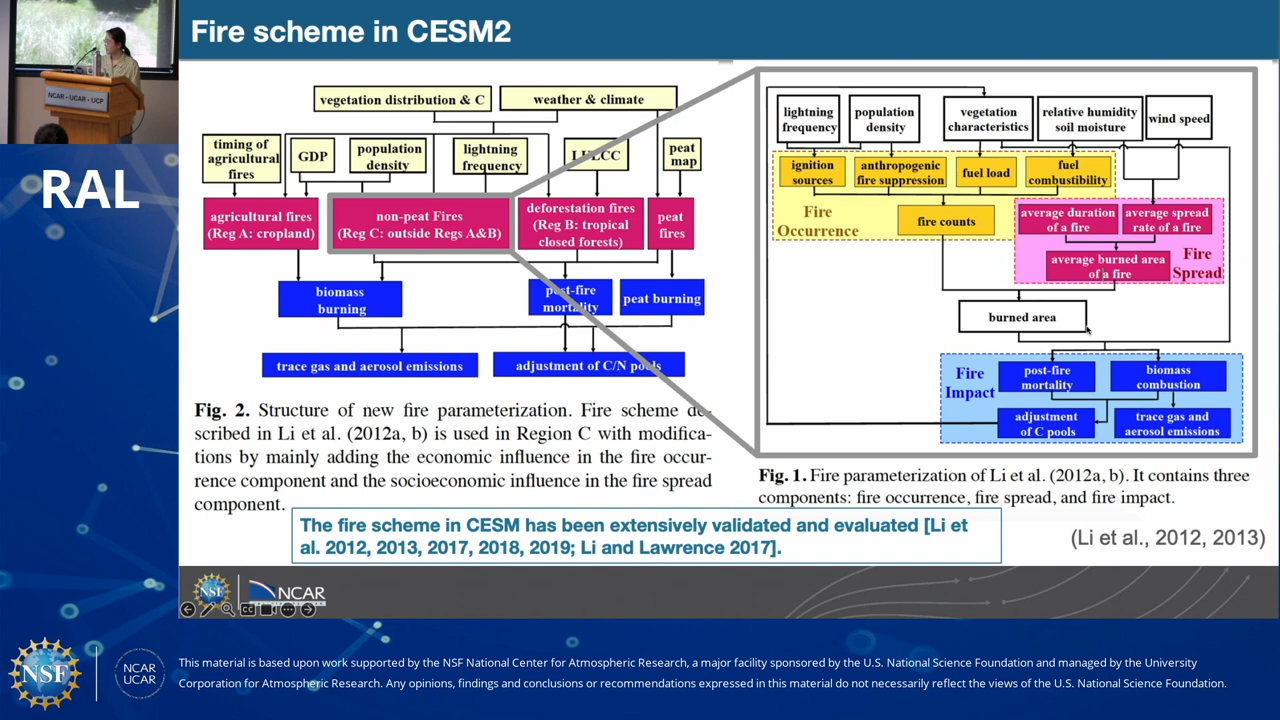 Fire scheme in CESM2
NCAR • UCAR • UCP
RAL
vegetation distribution & C
weather & climate
timing of
agricultural
fires
GDP
population
density
lightning
frequency
LULCC
peat
map
agricultural fires
(Reg A: cropland)
non-peat Fires
(Reg C: outside Regs A&B)
deforestation fires
(Reg B: tropical
closed forests)
peat
fires
biomass
burning
post-fire
mortality
peat burning
trace gas and aerosol emissions
adjustment of C/N pools
Fig. 2. Structure of new fire parameterization. Fire scheme de-
scribed in Li et al. (2012a, b) is used in Region C with modifica-
tions by mainly adding the economic influence in the fire occur-
rence component and the socioeconomic influence in the fire spread
component.
lightning
frequency
population
density
vegetation
characteristics
relative humidity
soil moisture
wind speed
ignition
sources
anthropogenic
fire suppression
fuel load
fuel
combustibility
Fire
Occurrence
fire counts
average duration
of a fire
average spread
rate of a fire
average burned area
of a fire
Fire
Spread
burned area
Fire
Impact
post-fire
mortality
biomass
combustion
adjustment
of C pools
trace gas and
aerosol emissions
Fig. 1. Fire parameterization of Li et al. (2012a, b). It contains three
components: fire occurrence, fire spread, and fire impact.
The fire scheme in CESM has been extensively validated and evaluated [Li et
al. 2012, 2013, 2017, 2018, 2019; Li and Lawrence 2017].
(Li et al., 2012, 2013)
NSF
NCAR
CC
NSF
NCAR
UCAR
This material is based upon work supported by the NSF National Center for Atmospheric Research, a major facility sponsored by the U.S. National Science Foundation and managed by the University
Corporation for Atmospheric Research. Any opinions, findings and conclusions or recommendations expressed in this material do not necessarily reflect the views of the U.S. National Science Foundation.